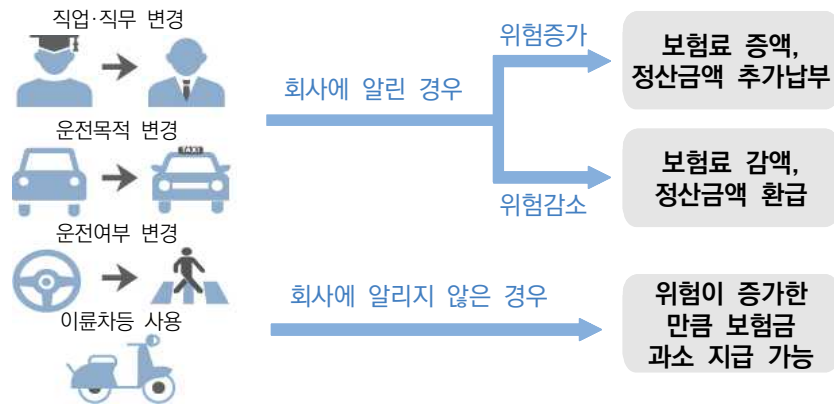 직업·직무 변경
운전목적 변경
TAXI
운전여부 변경
이륜차등 사용
회사에 알린 경우
위험증가
위험감소
보험료 증액,
정산금액 추가납부
보험료 감액,
정산금액 환급
회사에 알리지 않은 경우
위험이 증가한
만큼 보험금
과소 지급 가능